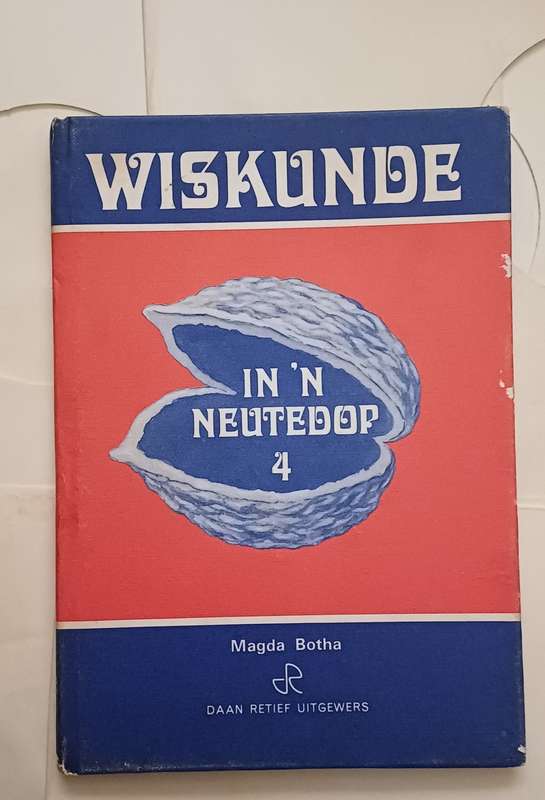 WISKUNDE
IN 'N
NEUTEDOP
4
Magda Botha
DAAN RETIEF UITGEWERS